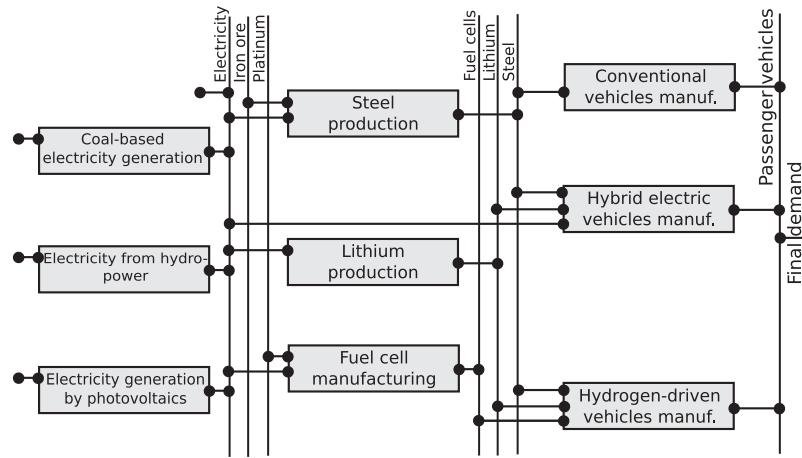 Electricity
Iron ore
Platinum
Fuel cells
Lithium
Steel
Passenger vehicles
Final demand
Coal-based
electricity generation
Electricity from hydro-
power
Electricity generation
by photovoltaics
Steel
production
Lithium
production
Fuel cell
manufacturing
Conventional
vehicles manuf.
Hybrid electric
vehicles manuf.
Hydrogen-driven
vehicles manuf.